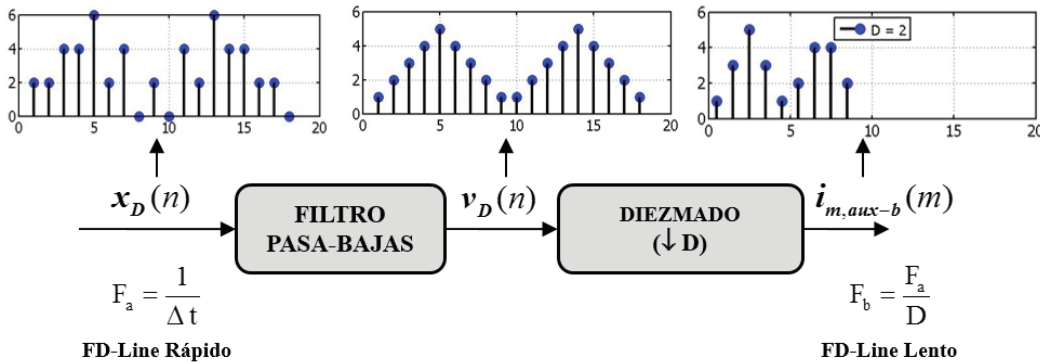 6
4
2
0
0 5 10 15 20
6
4
2
0
0 5 10 15 20
6
4
2
0
0 5 10 15 20
D = 2
x_D(n)
FILTRO
PASA-BAJAS
v_D(n)
DIEZMADO
(↓ D)
i_{m,aux-b}(m)
F_a = 1/Δt
F_b = F_a/D
FD-Line Rápido
FD-Line Lento